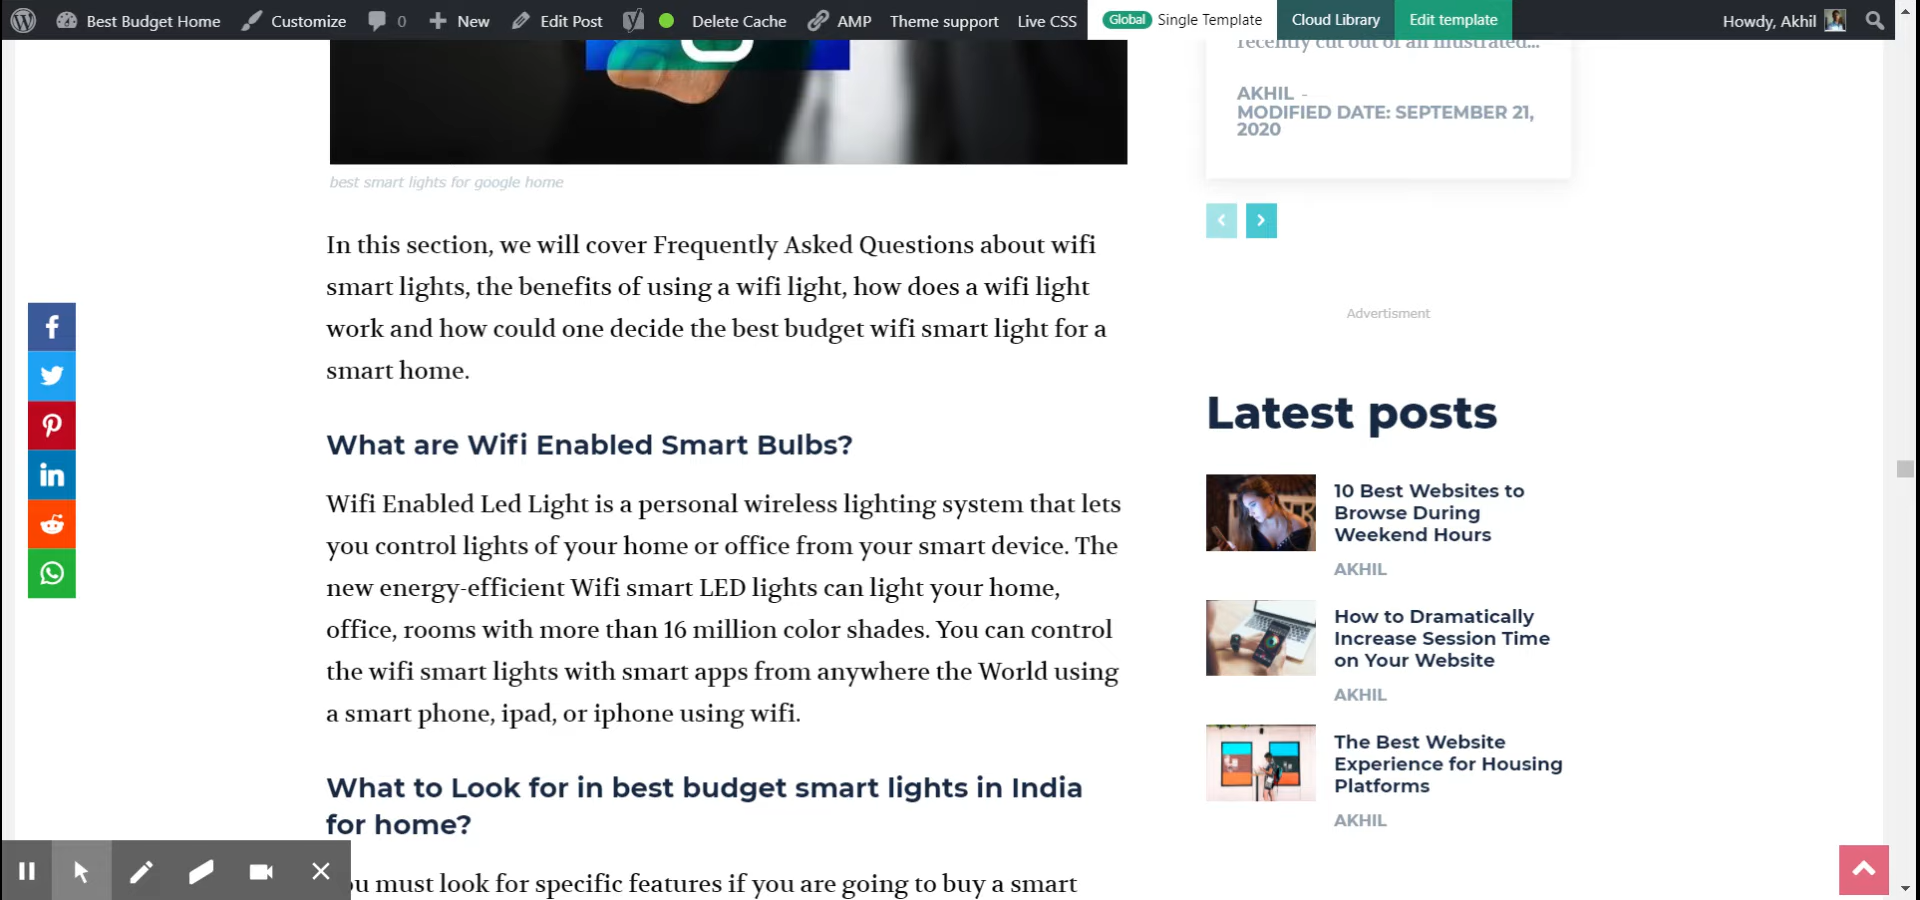 Best Budget Home Customize 0 New Edit Post Delete Cache AMP Theme support Live CSS Global Single Template Cloud Library Edit template Howdy, Akhil
recently cut out of an illustrated...
AKHIL -
MODIFIED DATE: SEPTEMBER 21,
2020
best smart lights for google home
In this section, we will cover Frequently Asked Questions about wifi
smart lights, the benefits of using a wifi light, how does a wifi light
work and how could one decide the best budget wifi smart light for a
smart home.
What are Wifi Enabled Smart Bulbs?
Wifi Enabled Led Light is a personal wireless lighting system that lets
you control lights of your home or office from your smart device. The
new energy-efficient Wifi smart LED lights can light your home,
office, rooms with more than 16 million color shades. You can control
the wifi smart lights with smart apps from anywhere the World using
a smart phone, ipad, or iphone using wifi.
What to Look for in best budget smart lights in India
for home?
ou must look for specific features if you are going to buy a smart
Advertisment
Latest posts
10 Best Websites to
Browse During
Weekend Hours
AKHIL
How to Dramatically
Increase Session Time
on Your Website
AKHIL
The Best Website
Experience for Housing
Platforms
AKHIL